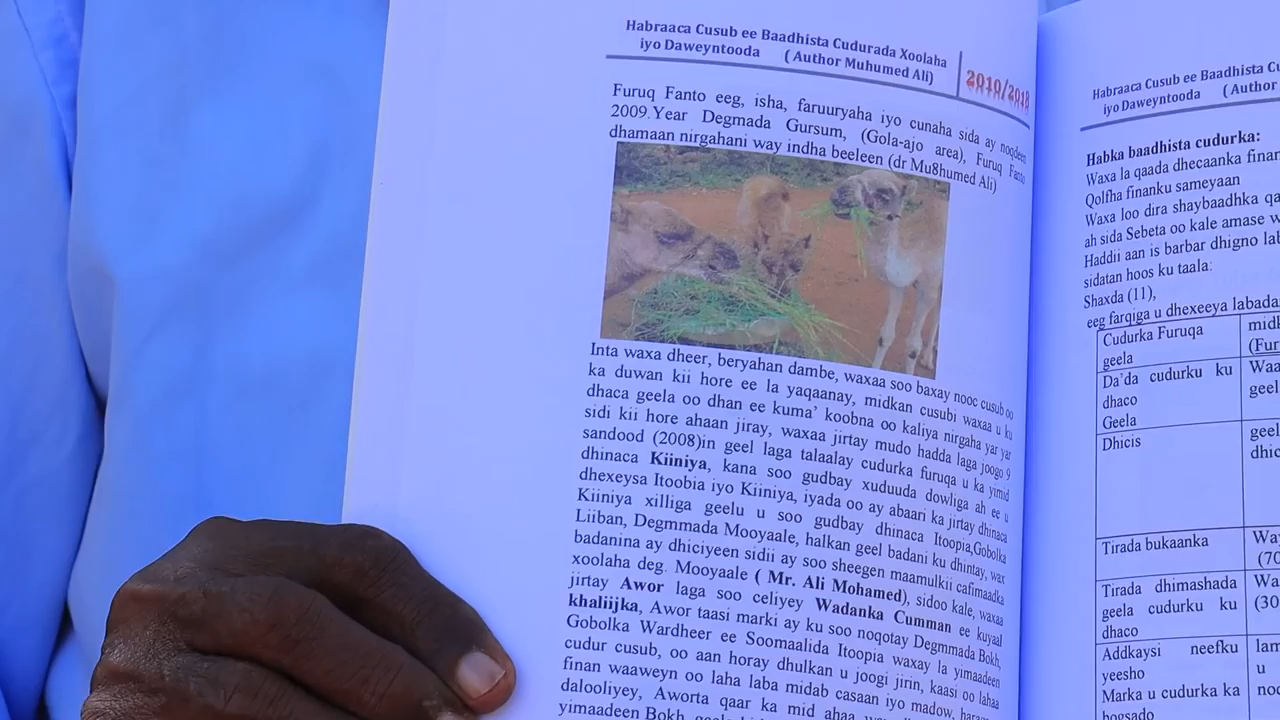 Habraaca Cusub ee Baadhista Cudurada Xoolaha
iyo Daweyntooda ( Author Muhumed Ali)
2010/2018
Furuq Fanto eeg, isha, faruuryaha iyo cunaha sida ay noqdeen
2009.Year Degmada Gursum, (Gola-ajo area), Furuq Fanto
dhamaan nirgahani way indha beeleen (dr Mu8humed Ali)
Inta waxa dheer, beryahan dambe, waxaa soo baxay nooc cusub oo
ka duwan kii hore ee la yaqaanay, midkan cusubi waxaa u ku
dhaca geela oo dhan ee kuma' koobna oo kaliya nirgaha yar yar
sidi kii hore ahaan jiray, waxaa jirtay mudo hadda laga joogo 9
sandood (2008)in geel laga talaalay cudurka furuqa u ka yimid
dhinaca Kiiniya, kana soo gudbay xuduuda dowliga ah ee u
dhexeysa Itoobia iyo Kiiniya, iyada oo ay abaari ka jirtay dhinaca
Kiiniya xilliga geelu u soo gudbay dhinaca Itoopia,Gobolka
Liiban, Degmmada Mooyaale, halkan geel badani ku dhintay, wax
badanina ay dhiciyeen sidii ay soo sheegen maamulkii cafimaadka
xoolaha deg. Mooyaale ( Mr. Ali Mohamed), sidoo kale, waxaa
jirtay Awor laga soo celiyey Wadanka Cumman ee kuyaal
khaliijka, Awor taasi marki ay ku soo noqotay Degmmada Bokh,
Gobolka Wardheer ee Soomaalida Itoopia waxay la yimaadeen
cudur cusub, oo aan horay dhulkan u joogi jirin, kaasi oo lahaa
finan waaweyn oo laha laba midab casaan iyo madow,
dalooliyey, Aworta qaar ka mid ahaa
yimaadeen Bokh,
Habraaca Cusub ee Baadhista
iyo Daweyntooda ( Author
Habka baadhista cudurka:
Waxa la qaada dhecaanka
Qolfha finanku sameyaan
Waxa loo dira shaybaadhka
ah sida Sebeta oo kale amase
Haddii aan is barbar dhigno
sidatan hoos ku taala:
Shaxda (11),
eeg farqiga u dhexeeya
Cudurka Furuqa
geela
Da'da cudurku ku
dhaco
Geela
Dhicis
Tirada bukaanka
Tirada dhimashada
geela cudurku ku
dhaco
Addkaysi neefku
yeesho
Marka u cudurka ka
bogsado